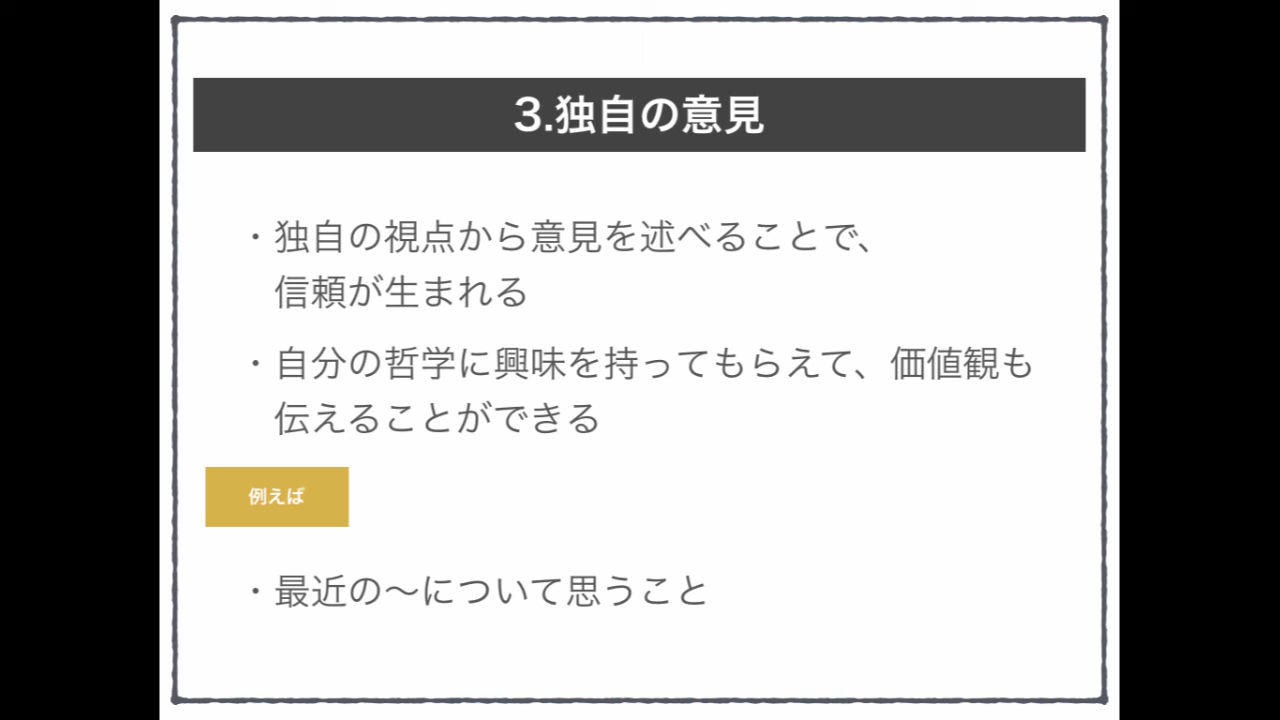 3.独自の意見
・独自の視点から意見を述べることで、
信頼が生まれる
・自分の哲学に興味を持ってもらえて、価値観も
伝えることができる
例えば
・最近の〜について思うこと